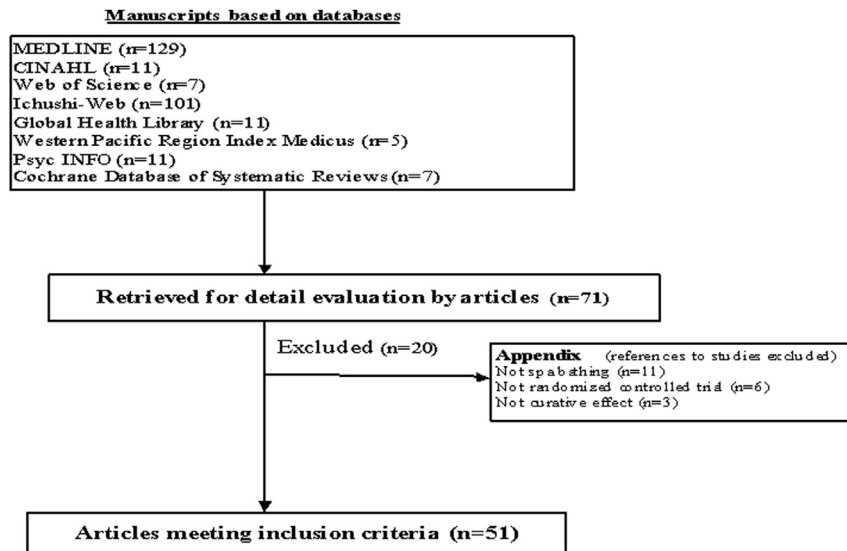 Manuscripts based on databases
MEDLINE (n=129)
CINAHL (n=11)
Web of Science (n=7)
Ichushi-Web (n=101)
Global Health Library (n=11)
Western Pacific Region Index Medicus (n=5)
Psyc INFO (n=11)
Cochrane Database of Systematic Reviews (n=7)
Retrieved for detail evaluation by articles (n=71)
Excluded (n=20)
Appendix (references to studies excluded)
Not spa bathing (n=11)
Not randomized controlled trial (n=6)
Not curative effect (n=3)
Articles meeting inclusion criteria (n=51)